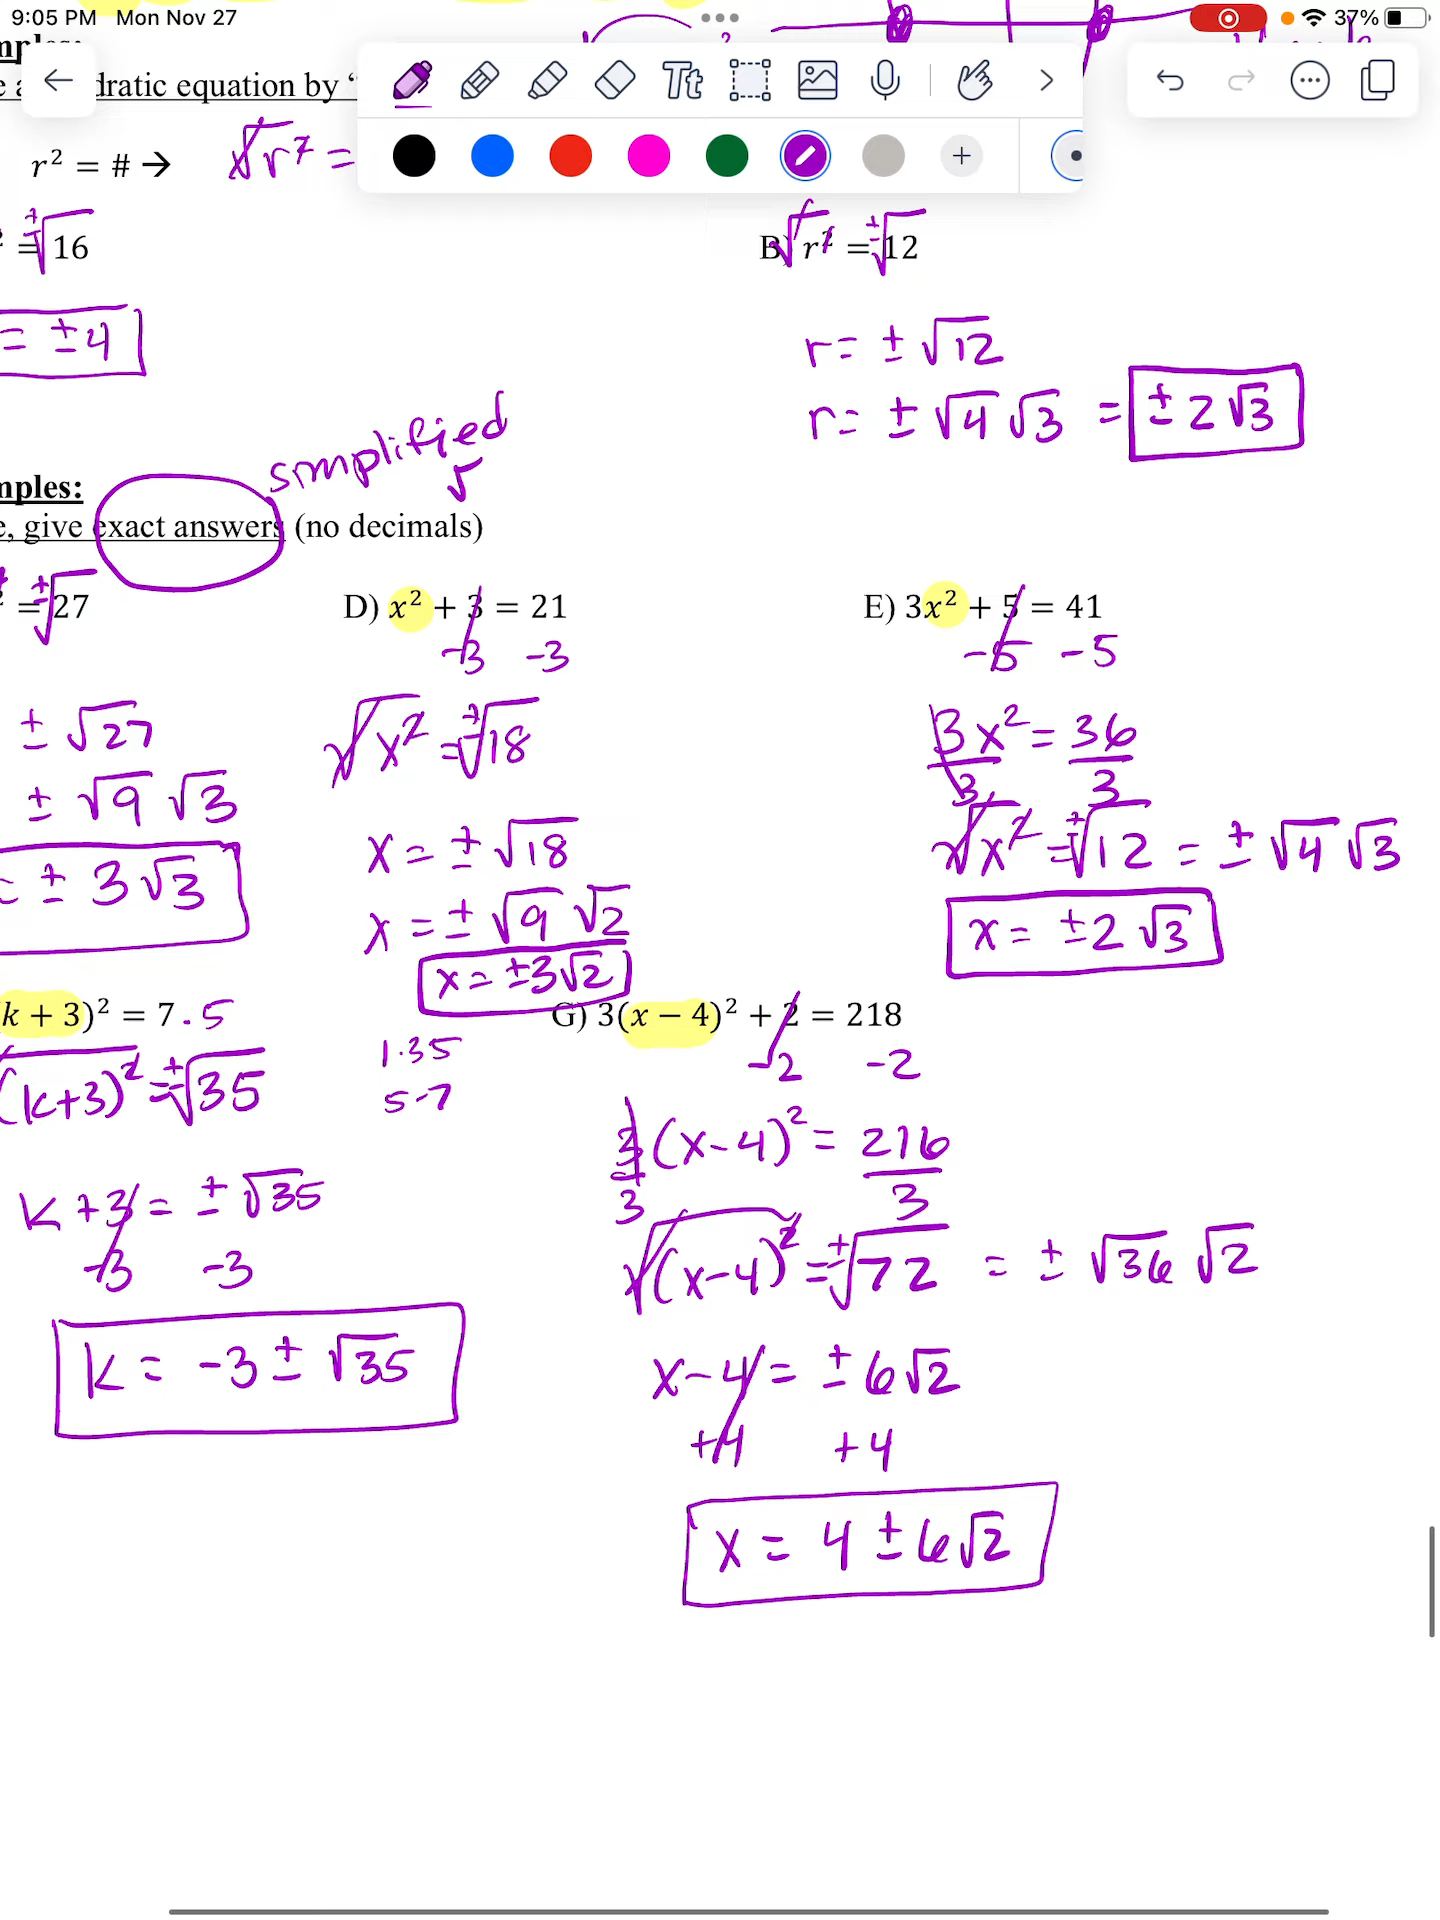 9:05 PM Mon Nov 27
37%
Tt
dratic equation by "
r² = # →
√r² =
² = ±√16
= ±4
B) √r² = ±√12
r = ± √12
r = ± √4 √3 = ± 2 √3
simplified √
mples:
e, give exact answers (no decimals)
² = ±√27
± √27
± √9 √3
= ± 3√3
D) x² + 3 = 21
-3 -3
√x² = ±√18
x = ± √18
x = ± √9 √2
x = ±3√2
E) 3x² + 5 = 41
-5 -5
3x² = 36
3 3
√x² = ±√12 = ± √4 √3
x = ±2 √3
k + 3)² = 7.5
√(k+3)² = ±√35
1·35
5-7
k + 3 = ± √35
-3 -3
k = -3 ± √35
G) 3(x − 4)² + 2 = 218
-2 -2
3(x-4)² = 216
3 3
√(x-4)² = ±√72 = ± √36 √2
x-4 = ± 6√2
+4 +4
x = 4 ± 6√2